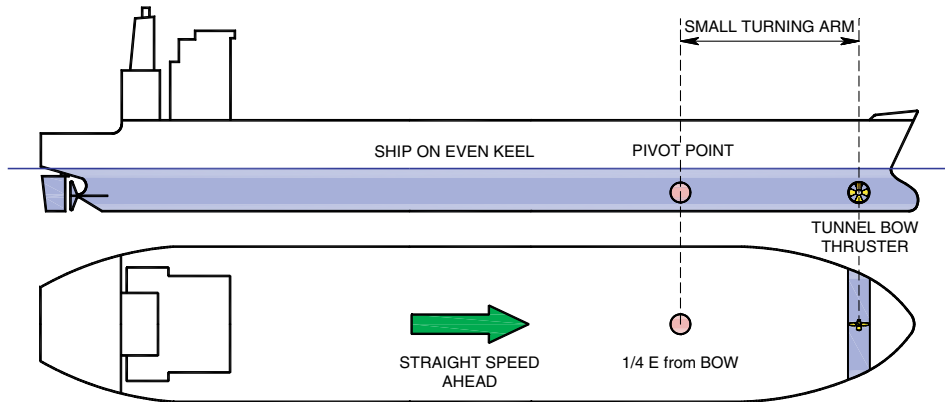 SMALL TURNING ARM
SHIP ON EVEN KEEL
PIVOT POINT
TUNNEL BOW
THRUSTER
STRAIGHT SPEED
AHEAD
1/4 E from BOW